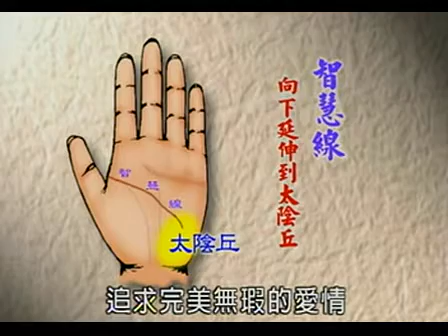 智慧線
向下延伸到太陰丘
智
延
線
太陰丘
追求完美無瑕的愛情